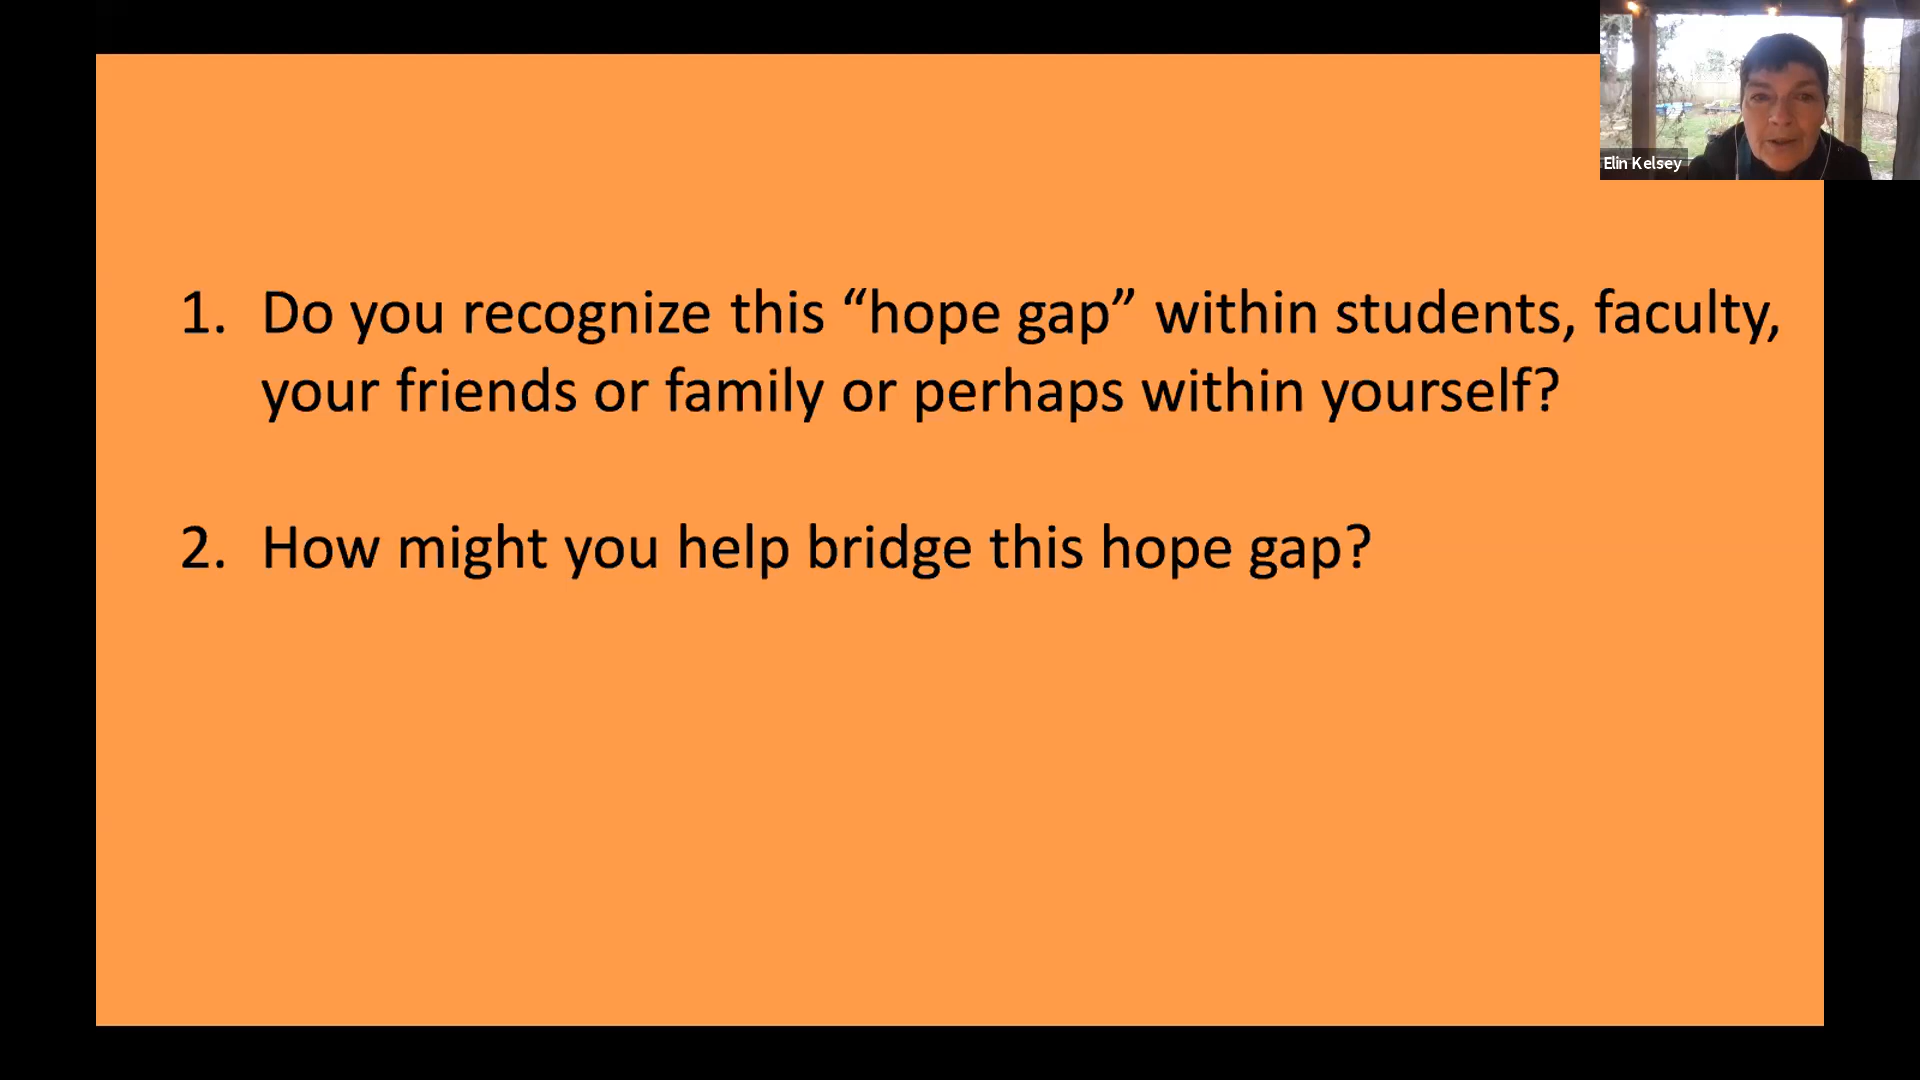 Elin Kelsey
1. Do you recognize this “hope gap” within students, faculty,
your friends or family or perhaps within yourself?
2. How might you help bridge this hope gap?